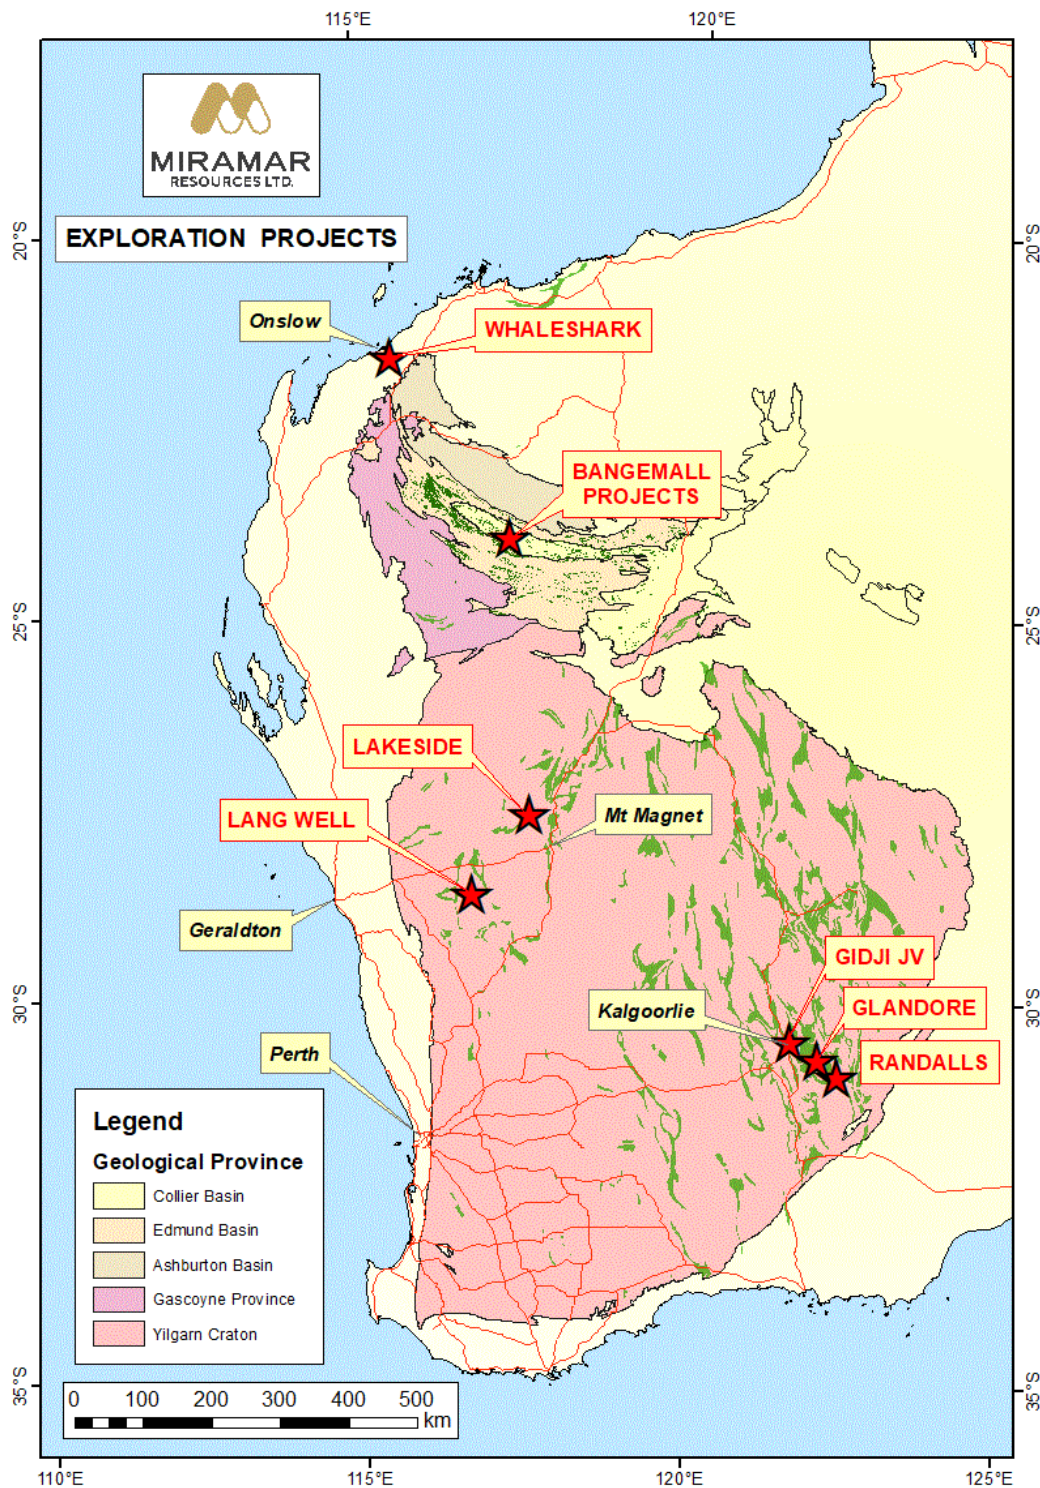 115°E
120°E
MIRAMAR
RESOURCES LTD.
EXPLORATION PROJECTS
20°S
20°S
Onslow
WHALESHARK
BANGEMALL
PROJECTS
25°S
25°S
LAKESIDE
LANG WELL
Mt Magnet
Geraldton
GIDJI JV
Kalgoorlie
GLANDORE
30°S
30°S
Perth
RANDALLS
Legend
Geological Province
Collier Basin
Edmund Basin
Ashburton Basin
Gascoyne Province
Yilgarn Craton
35°S
35°S
0 100 200 300 400 500
km
110°E
115°E
120°E
125°E